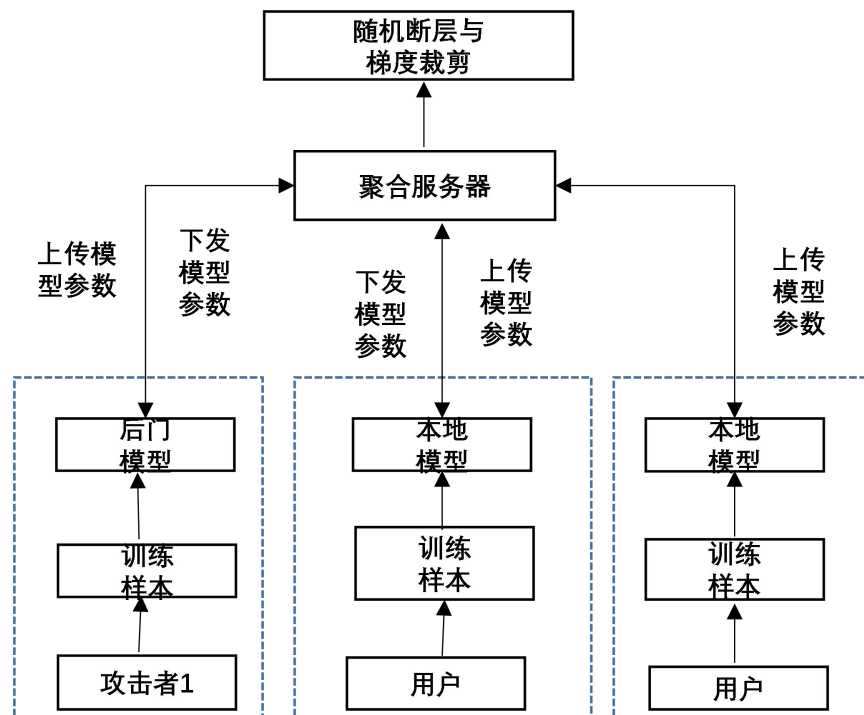 随机断层与
梯度裁剪
聚合服务器
上传模
型参数
下发
模型
参数
下发
模型
参数
上传
模型
参数
上传
模型
参数
后门
模型
本地
模型
本地
模型
训练
样本
训练
样本
训练
样本
攻击者1
用户
用户